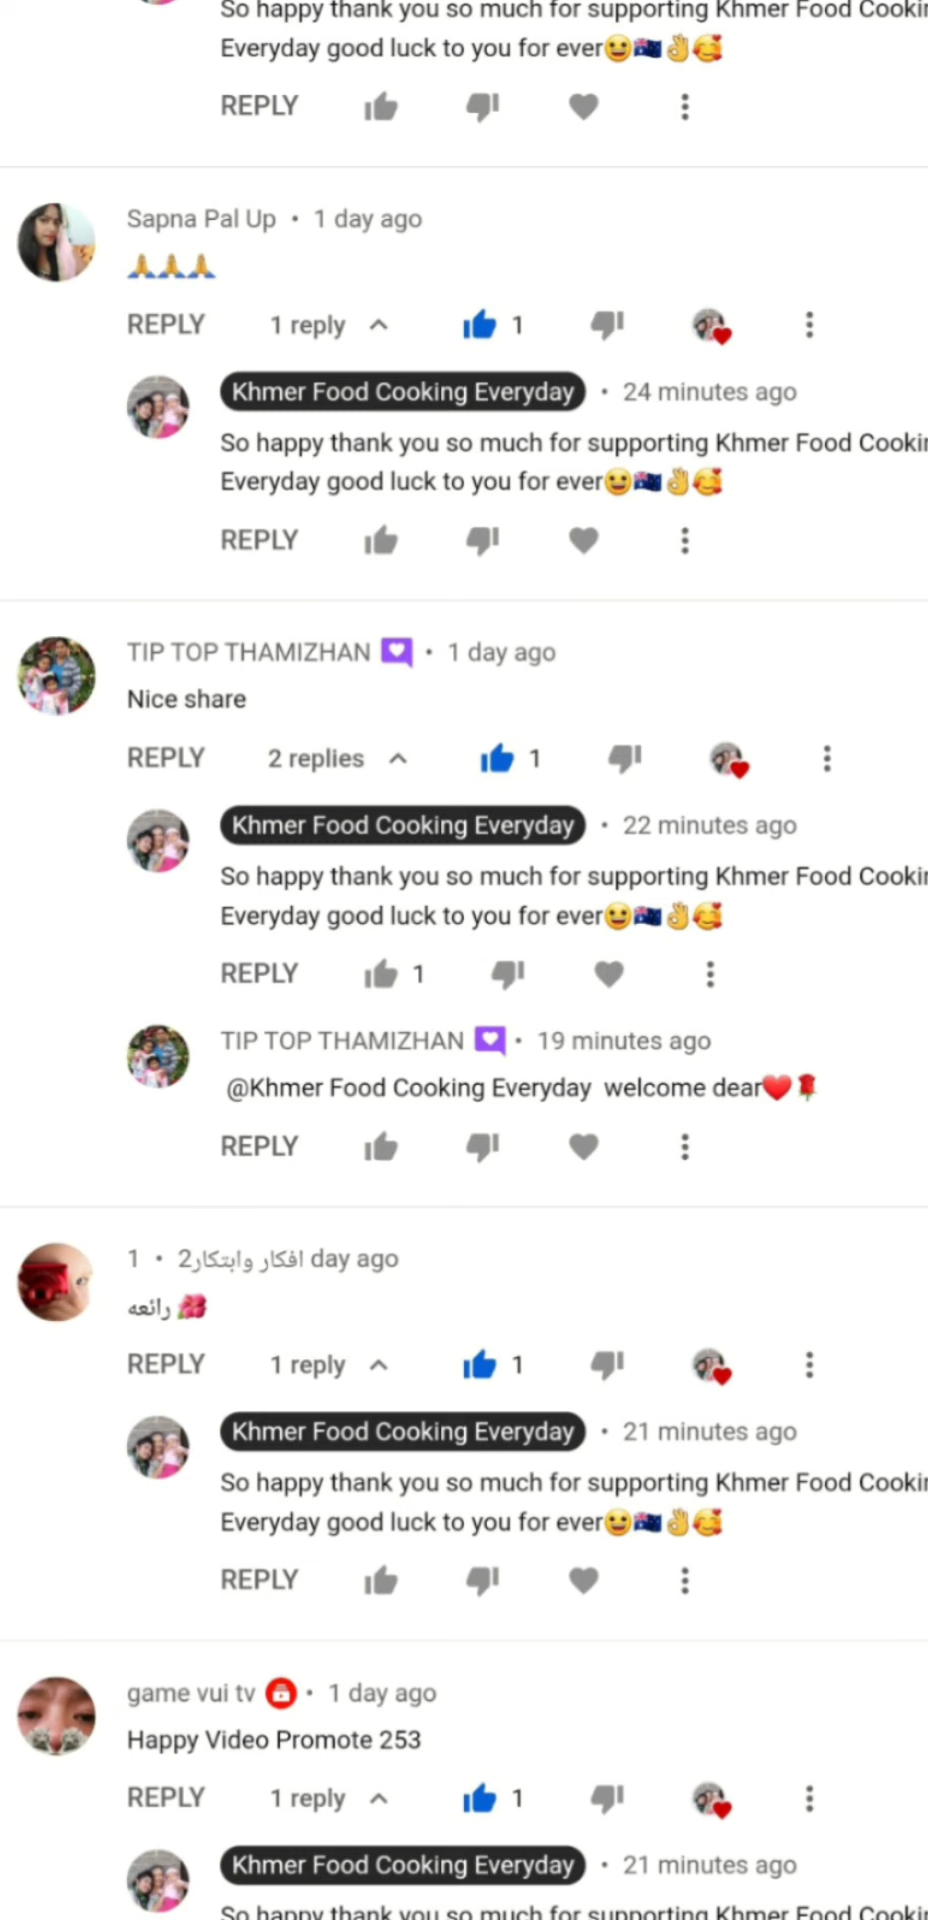 So happy thank you so much for supporting Khmer Food
Everyday good luck to you for ever😀🇦🇺👌🥰
REPLY
Sapna Pal Up • 1 day ago
🙏🙏🙏
REPLY 1 reply 1
Khmer Food Cooking Everyday • 24 minutes ago
So happy thank you so much for supporting Khmer Food
Everyday good luck to you for ever😀🇦🇺👌🥰
REPLY
TIP TOP THAMIZHAN • 1 day ago
Nice share
REPLY 2 replies 1
Khmer Food Cooking Everyday • 22 minutes ago
So happy thank you so much for supporting Khmer Food
Everyday good luck to you for ever😀🇦🇺👌🥰
REPLY 1
TIP TOP THAMIZHAN • 19 minutes ago
@Khmer Food Cooking Everyday welcome dear❤️🌹
REPLY
1 • افكار وابتكار2 day ago
رائعه 🌺
REPLY 1 reply 1
Khmer Food Cooking Everyday • 21 minutes ago
So happy thank you so much for supporting Khmer Food
Everyday good luck to you for ever😀🇦🇺👌🥰
REPLY
game vui tv • 1 day ago
Happy Video Promote 253
REPLY 1 reply 1
Khmer Food Cooking Everyday • 21 minutes ago
So happy thank you so much for supporting Khmer Food